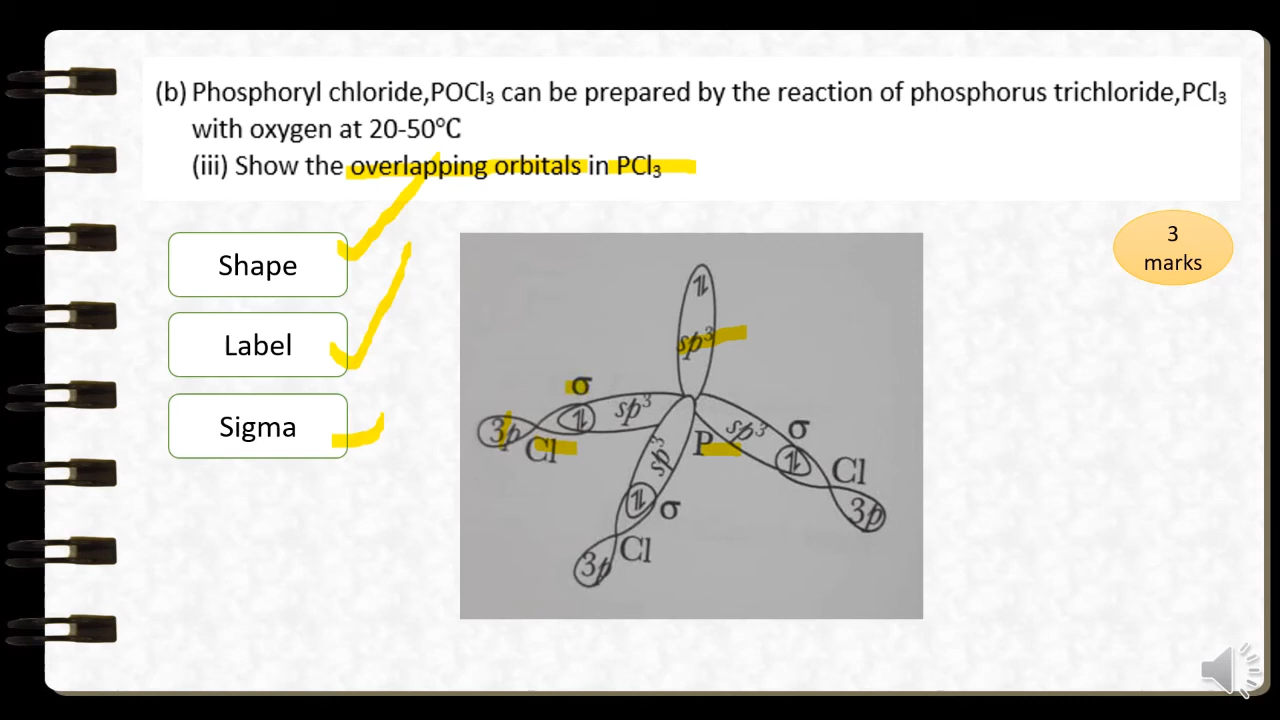 (b) Phosphoryl chloride,POCl₃ can be prepared by the reaction of phosphorus trichloride,PCl₃
with oxygen at 20-50°C
(iii) Show the overlapping orbitals in PCl₃
3
marks
Shape
Label
Sigma
⥮
sp³
σ
3p
Cl
⥮
sp³
sp³
⥮
σ
Cl
3p
P
sp³
σ
⥮
Cl
3p